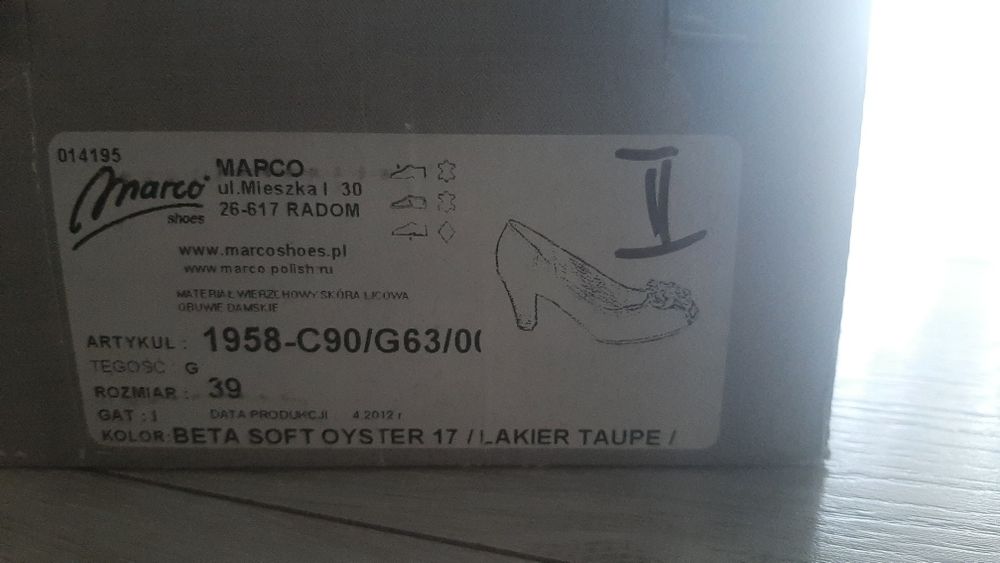 014195
marco
shoes
MARCO
ul.Mieszka I 30
26-617 RADOM
www.marcoshoes.pl
www.marco.polish.ru
MATERIAŁ WIERZCHOWY SKÓRA LICOWA
OBUWIE DAMSKIE
ARTYKUŁ : 1958-C90/G63/00
TĘGOŚĆ : G
ROZMIAR : 39
GAT : I DATA PRODUKCJI 4.2012 r
KOLOR: BETA SOFT OYSTER 17 / LAKIER TAUPE /
II